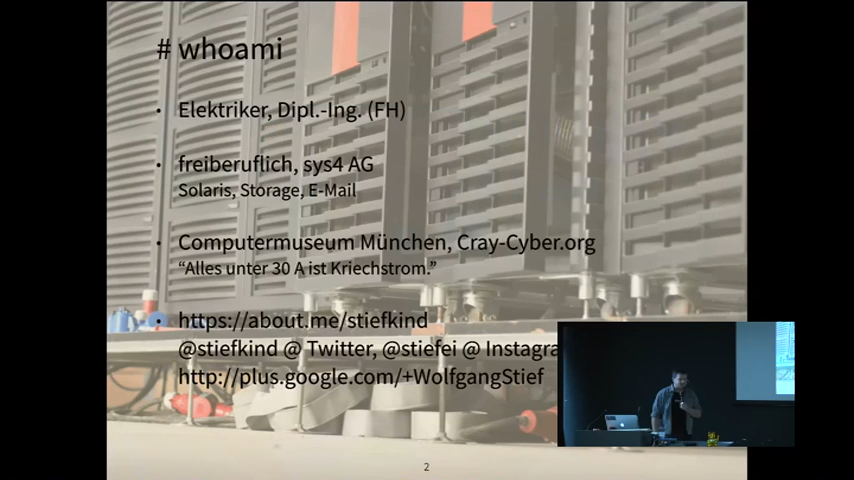 # whoami
• Elektriker, Dipl.-Ing. (FH)
• freiberuflich, sys4 AG
Solaris, Storage, E-Mail
• Computermuseum München, Cray-Cyber.org
“Alles unter 30 A ist Kriechstrom.”
• https://about.me/stiefkind
@stiefkind @ Twitter, @stiefei @ Instagra
http://plus.google.com/+WolfgangStief
2